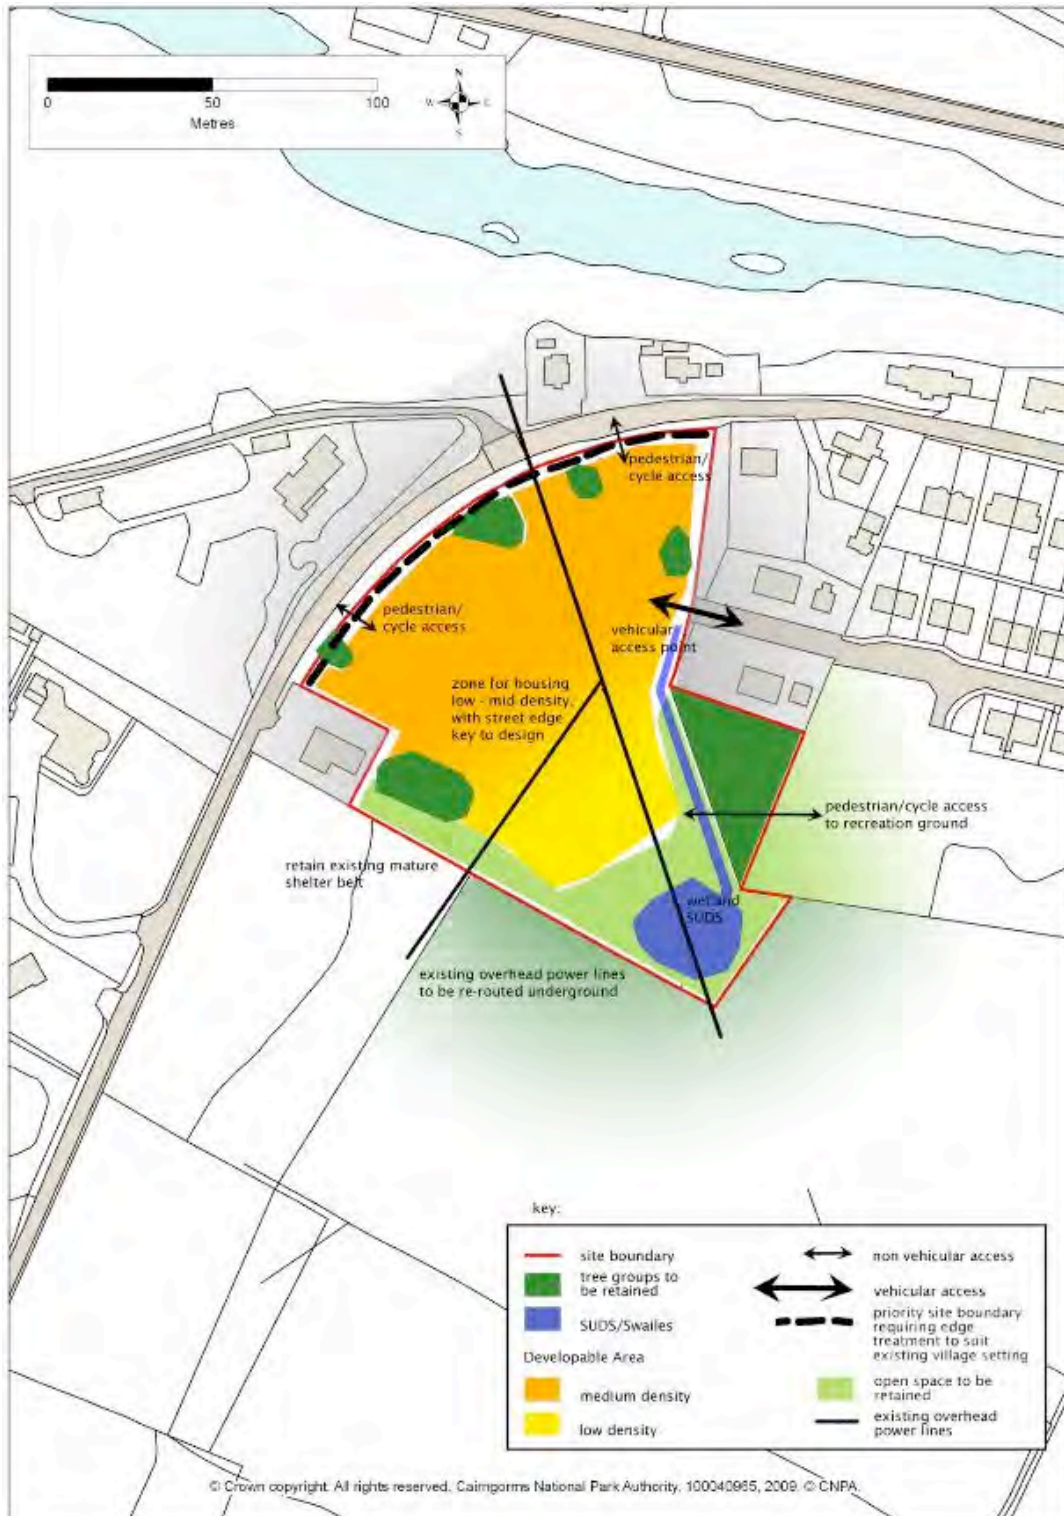 N
W E
S
0 50 100
Metres
pedestrian/
cycle access
pedestrian/
cycle access
vehicular
access point
zone for housing
low - mid density,
with street edge
key to design
pedestrian/cycle access
to recreation ground
retain existing mature
shelter belt
wetland
SUDS
existing overhead power lines
to be re-routed underground
key:
site boundary
tree groups to
be retained
SUDS/Swailes
Developable Area
medium density
low density
non vehicular access
vehicular access
priority site boundary
requiring edge
treatment to suit
existing village setting
open space to be
retained
existing overhead
power lines
© Crown copyright. All rights reserved. Cairngorms National Park Authority. 100040965, 2009. © CNPA.